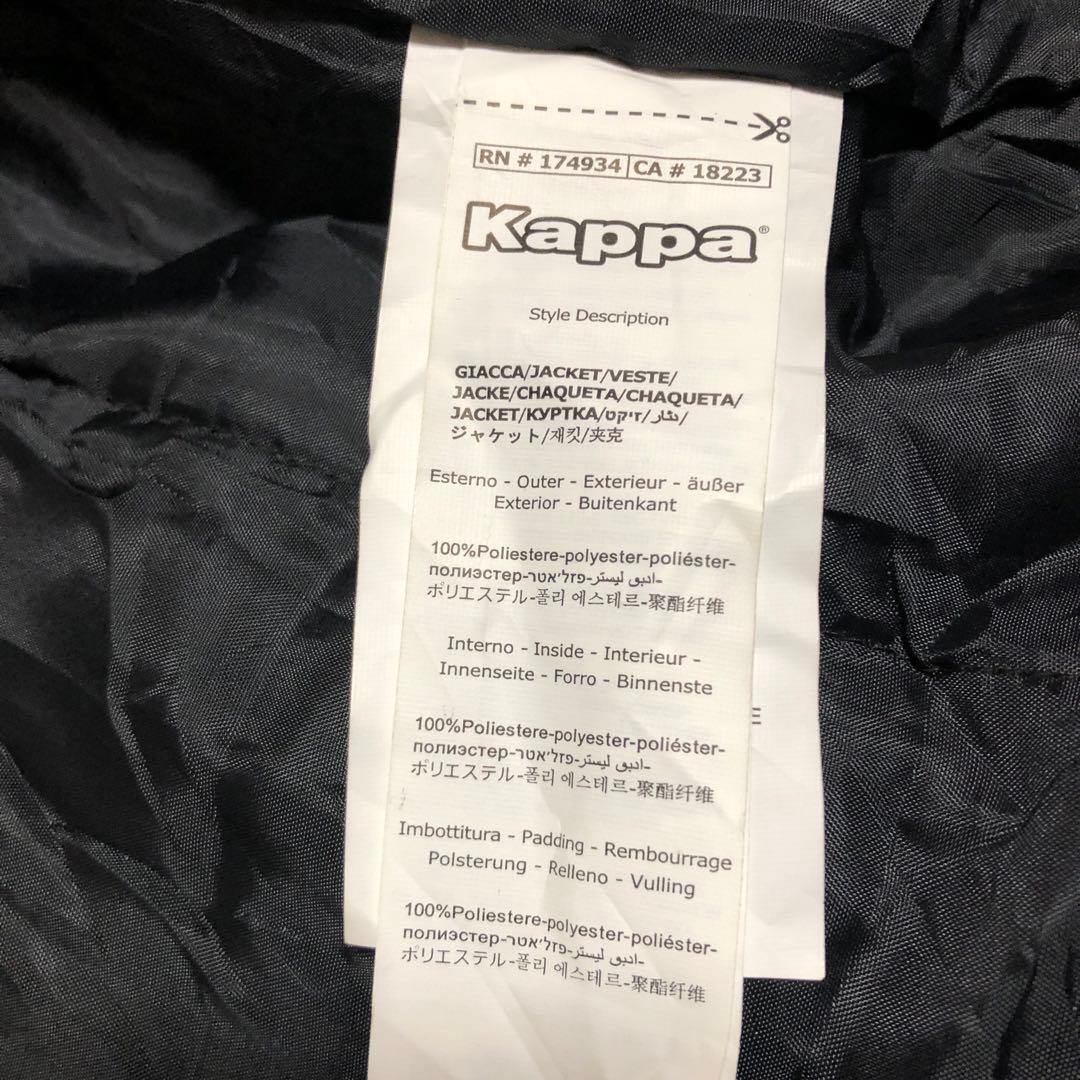 RN # 174934 CA # 18223
Kappa®
Style Description
GIACCA/JACKET/VESTE/
JACKE/CHAQUETA/CHAQUETA/
JACKET/КУРТКА/זיקט/
ジャケット/재킷/夹克
Esterno - Outer - Exterieur - äußer
Exterior - Buitenkant
100%Poliestere-polyester-poliéster-
полиэстер-
ポリエステル-폴리 에스테르-聚酯纤维
Interno - Inside - Interieur -
Innenseite - Forro - Binnenste
E
100%Poliestere-polyester-poliéster-
полиэстер-
ポリエステル-폴리 에스테르-聚酯纤维
Imbottitura - Padding - Rembourrage
Polsterung - Relleno - Vulling
100%Poliestere-polyester-poliéster-
полиэстер-
ポリエステル-폴리 에스테르-聚酯纤维